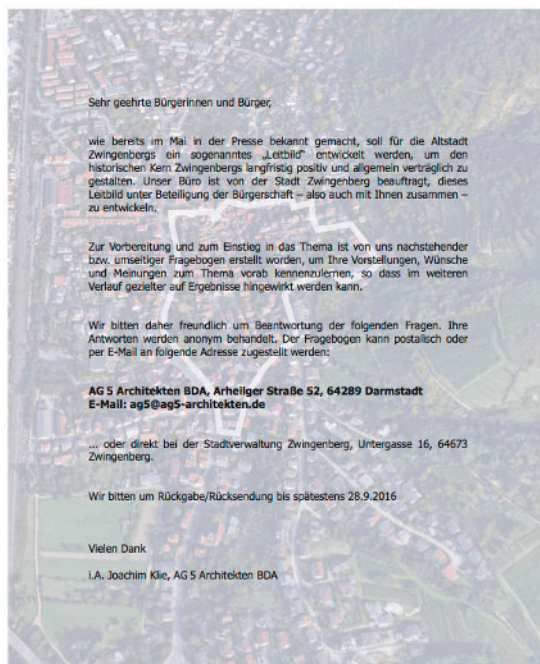 Sehr geehrte Bürgerinnen und Bürger,
wie bereits im Mai in der Presse bekannt gemacht, soll für die Altstadt
Zwingenbergs ein sogenanntes „Leitbild" entwickelt werden, um den
historischen Kern Zwingenbergs langfristig positiv und allgemein verträglich zu
gestalten. Unser Büro ist von der Stadt Zwingenberg beauftragt, dieses
Leitbild unter Beteiligung der Bürgerschaft – also auch mit Ihnen zusammen –
zu entwickeln.
Zur Vorbereitung und zum Einstieg in das Thema ist von uns nachstehender
bzw. umseitiger Fragebogen erstellt worden, um Ihre Vorstellungen, Wünsche
und Meinungen zum Thema vorab kennenzulernen, so dass im weiteren
Verlauf gezielter auf Ergebnisse hingewirkt werden kann.
Wir bitten daher freundlich um Beantwortung der folgenden Fragen. Ihre
Antworten werden anonym behandelt. Der Fragebogen kann postalisch oder
per E-Mail an folgende Adresse zugestellt werden:
AG 5 Architekten BDA, Arheilger Straße 52, 64289 Darmstadt
E-Mail: ag5@ag5-architekten.de
... oder direkt bei der Stadtverwaltung Zwingenberg, Untergasse 16, 64673
Zwingenberg.
Wir bitten um Rückgabe/Rücksendung bis spätestens 28.9.2016
Vielen Dank
i.A. Joachim Klie, AG 5 Architekten BDA